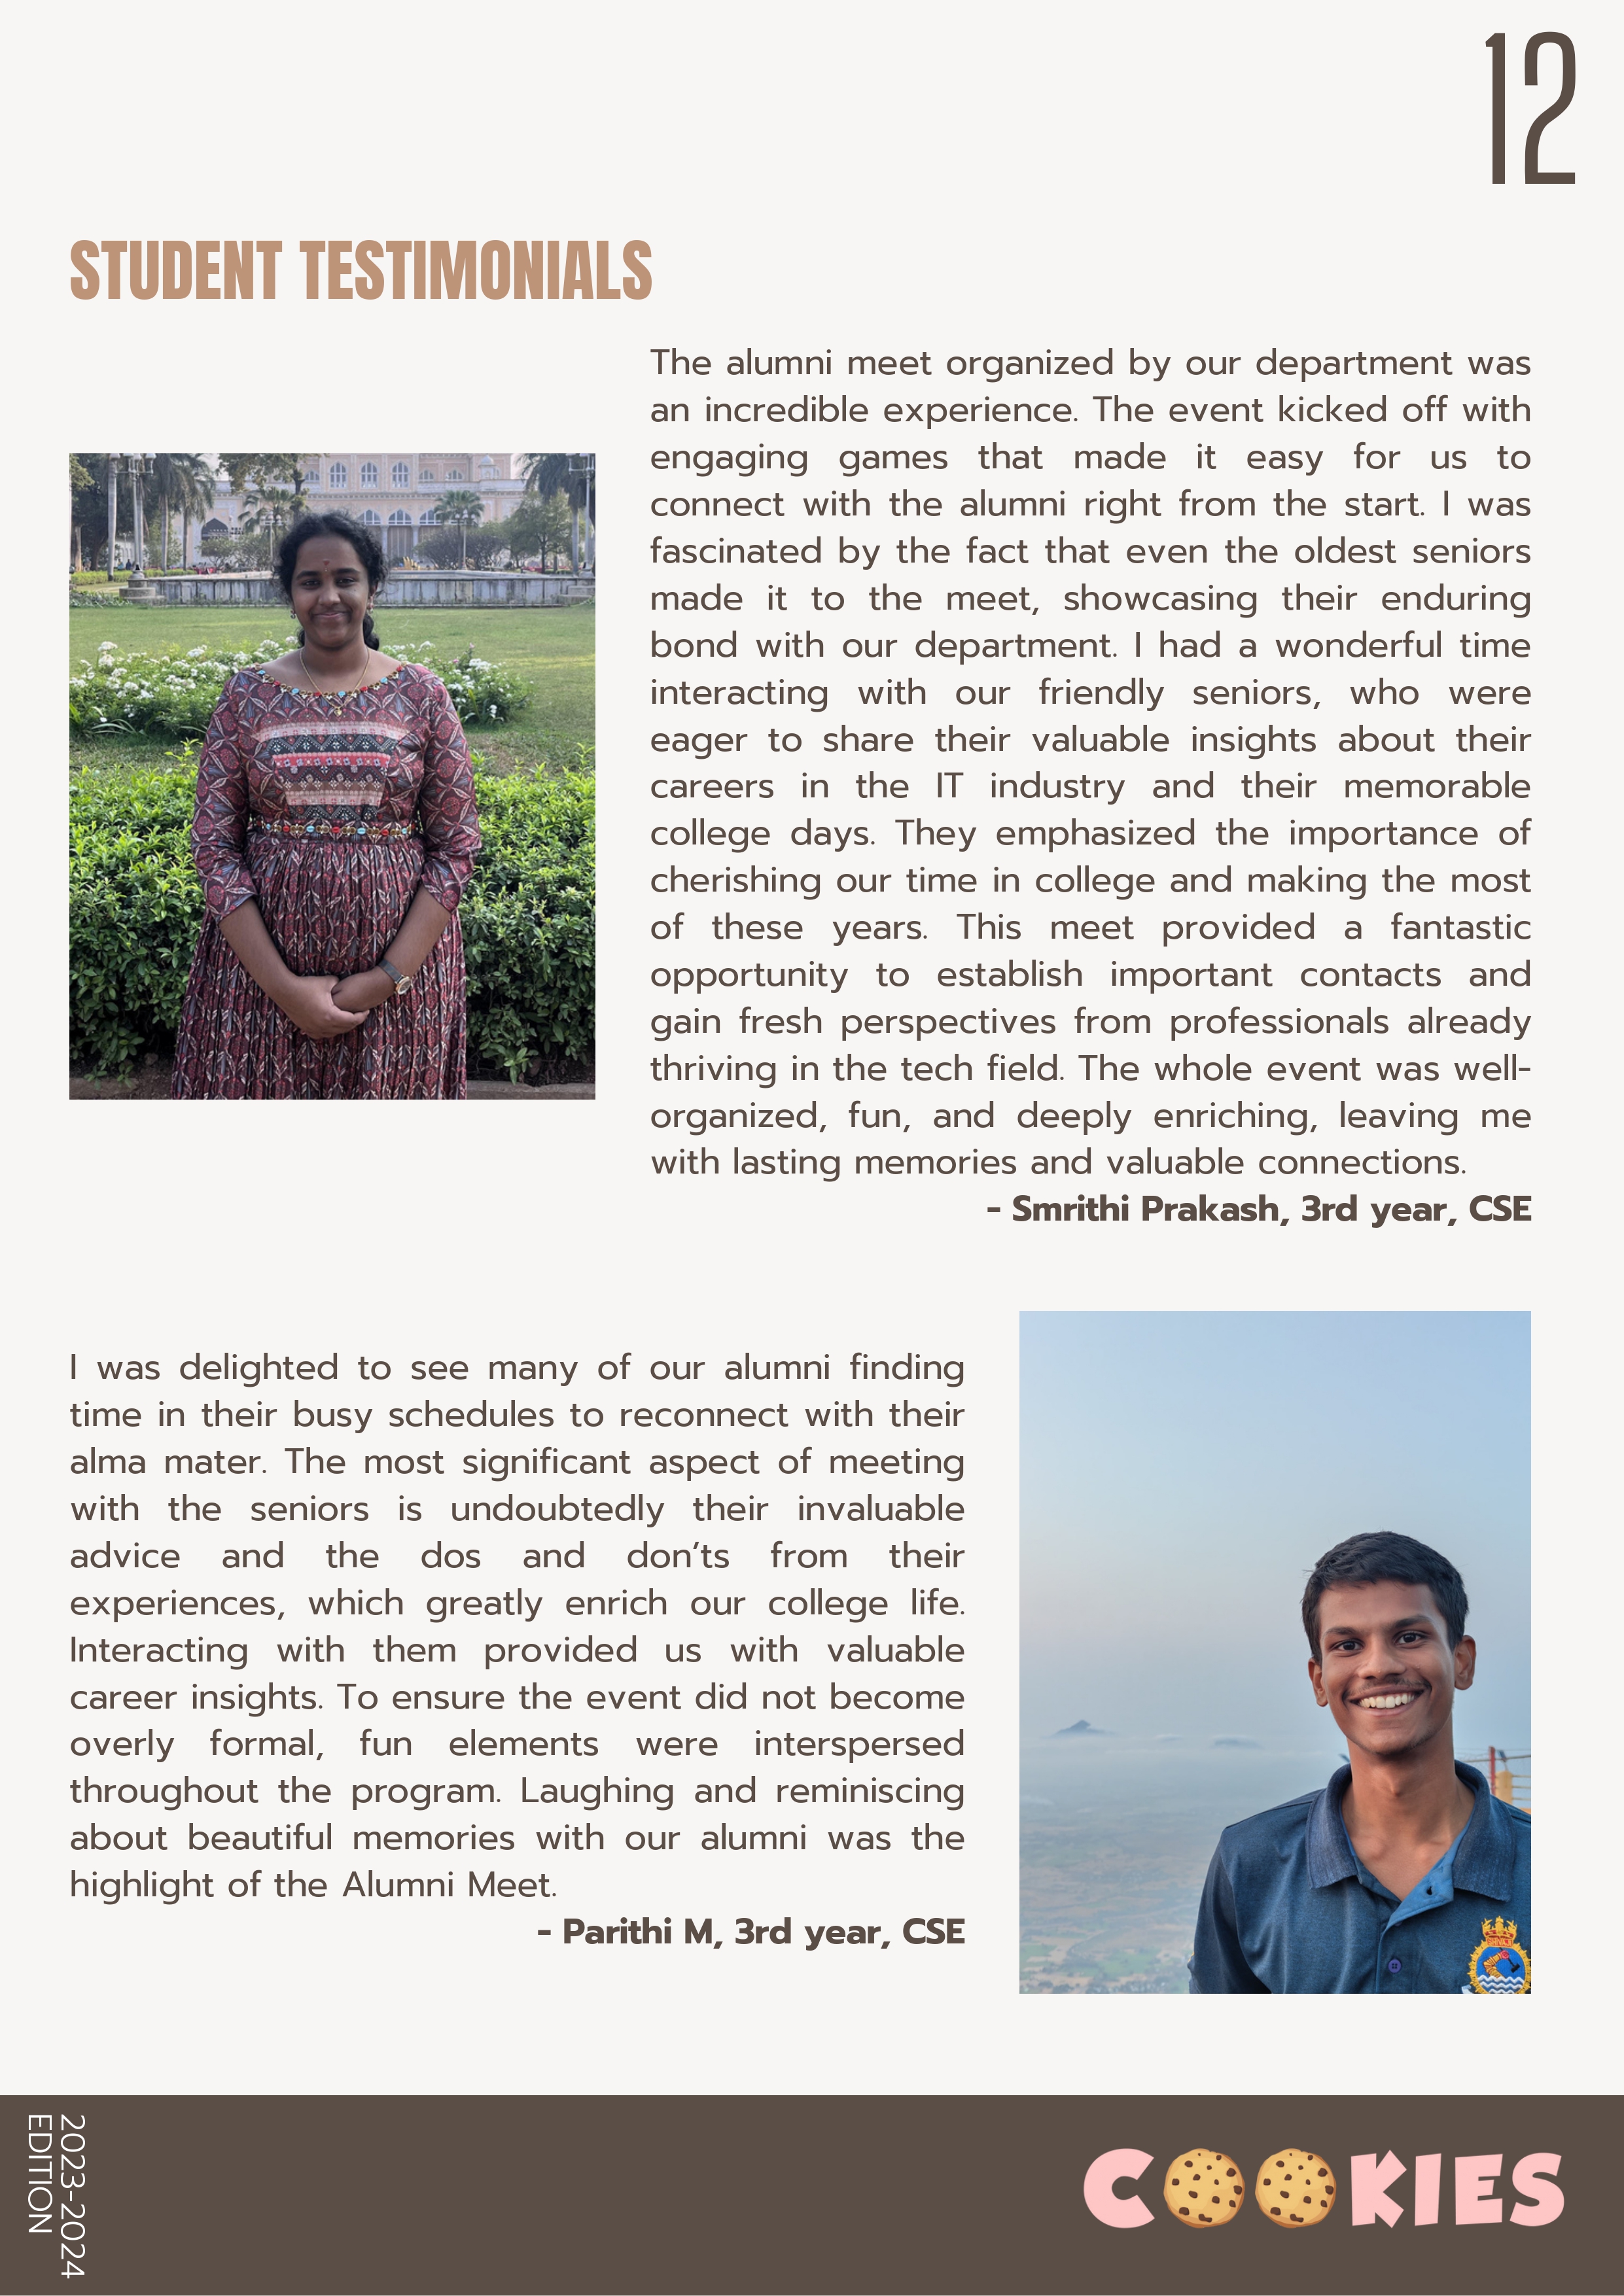 12
STUDENT TESTIMONIALS
The alumni meet organized by our department was
an incredible experience. The event kicked off with
engaging games that made it easy for us to
connect with the alumni right from the start. I was
fascinated by the fact that even the oldest seniors
made it to the meet, showcasing their enduring
bond with our department. I had a wonderful time
interacting with our friendly seniors, who were
eager to share their valuable insights about their
careers in the IT industry and their memorable
college days. They emphasized the importance of
cherishing our time in college and making the most
of these years. This meet provided a fantastic
opportunity to establish important contacts and
gain fresh perspectives from professionals already
thriving in the tech field. The whole event was well-
organized, fun, and deeply enriching, leaving me
with lasting memories and valuable connections.
- Smrithi Prakash, 3rd year, CSE
I was delighted to see many of our alumni finding
time in their busy schedules to reconnect with their
alma mater. The most significant aspect of meeting
with the seniors is undoubtedly their invaluable
advice and the dos and don’ts from their
experiences, which greatly enrich our college life.
Interacting with them provided us with valuable
career insights. To ensure the event did not become
overly formal, fun elements were interspersed
throughout the program. Laughing and reminiscing
about beautiful memories with our alumni was the
highlight of the Alumni Meet.
- Parithi M, 3rd year, CSE
2023-2024
EDITION
COOKIES